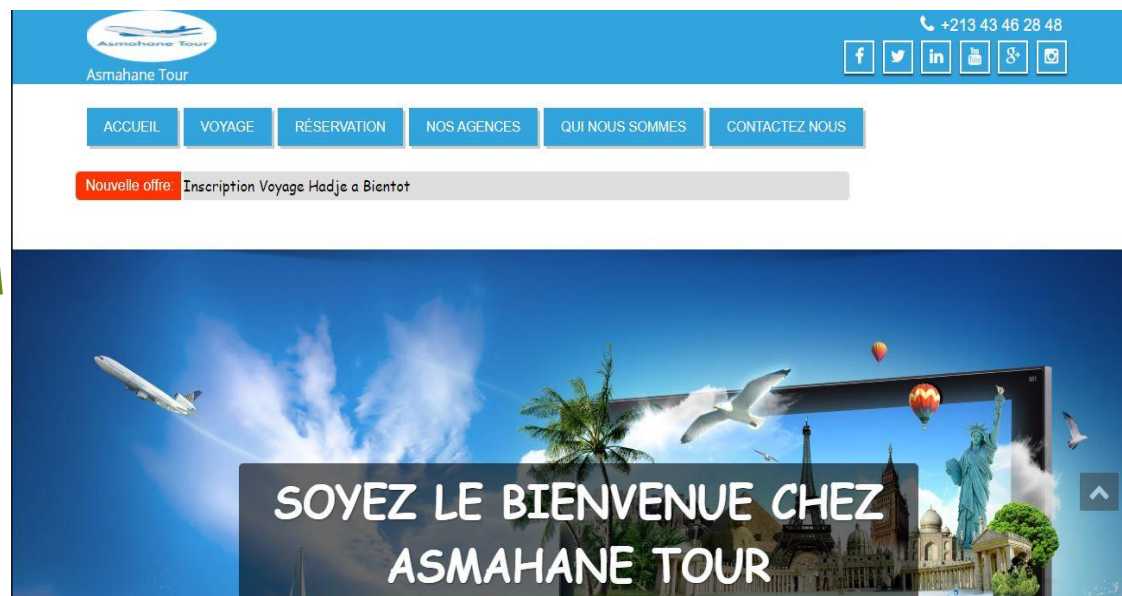 Asmahane Tour
+213 43 46 28 48
Asmahane Tour
ACCUEIL VOYAGE RÉSERVATION NOS AGENCES QUI NOUS SOMMES CONTACTEZ NOUS
Nouvelle offre: Inscription Voyage Hadje a Bientot
SOYEZ LE BIENVENUE CHEZ
ASMAHANE TOUR